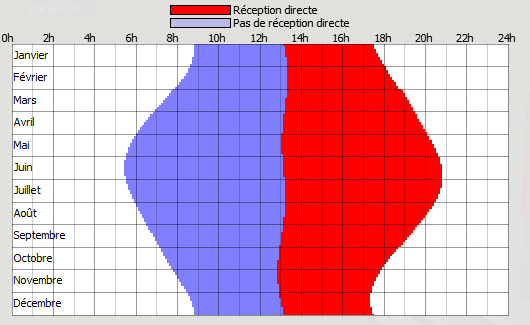 Bâtiment
Réception directe
Pas de réception directe
0h 2h 4h 6h 8h 10h 12h 14h 16h 18h 20h 22h 24h
Janvier
Février
Mars
Avril
Mai
Juin
Juillet
Août
Septembre
Octobre
Novembre
Décembre